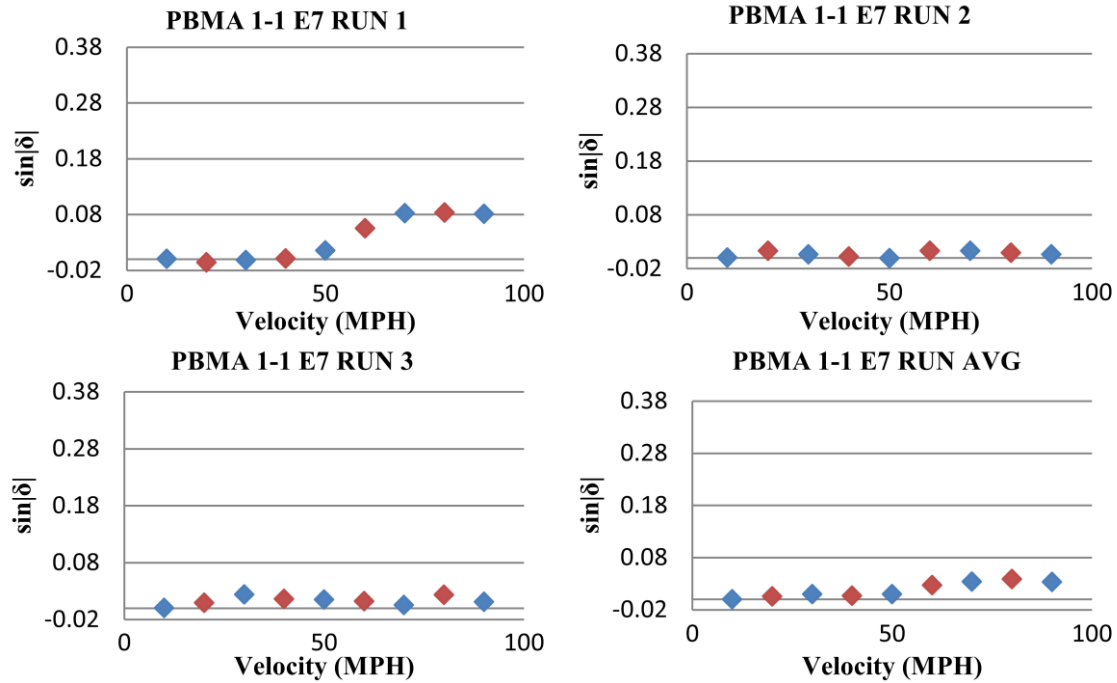 PBMA 1-1 E7 RUN 1
0.38
0.28
0.18
0.08
-0.02
sin|δ|
0
50
100
Velocity (MPH)
PBMA 1-1 E7 RUN 2
0.38
0.28
0.18
0.08
-0.02
sin|δ|
0
50
100
Velocity (MPH)
PBMA 1-1 E7 RUN 3
0.38
0.28
0.18
0.08
-0.02
sin|δ|
0
50
100
Velocity (MPH)
PBMA 1-1 E7 RUN AVG
0.38
0.28
0.18
0.08
-0.02
sin|δ|
0
50
100
Velocity (MPH)